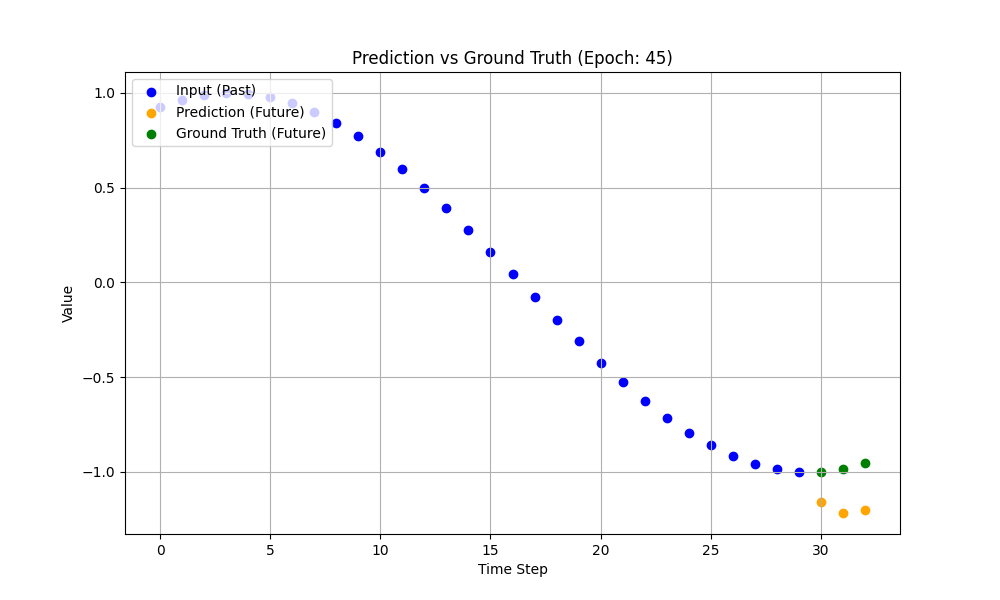 Prediction vs Ground Truth (Epoch: 45)
Input (Past)
Prediction (Future)
Ground Truth (Future)
1.0
0.5
0.0
−0.5
−1.0
Value
0 5 10 15 20 25 30
Time Step